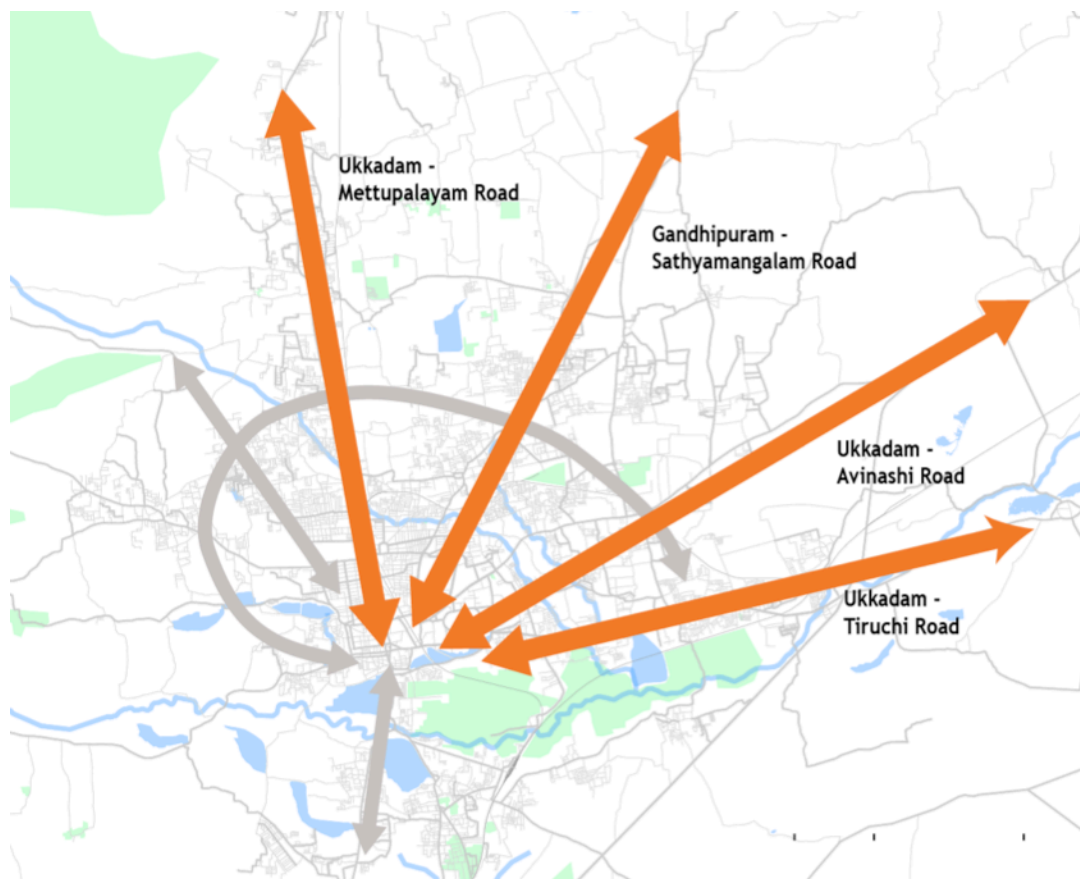 Ukkadam -
Mettupalayam Road
Gandhipuram -
Sathyamangalam Road
Ukkadam -
Avinashi Road
Ukkadam -
Tiruchi Road